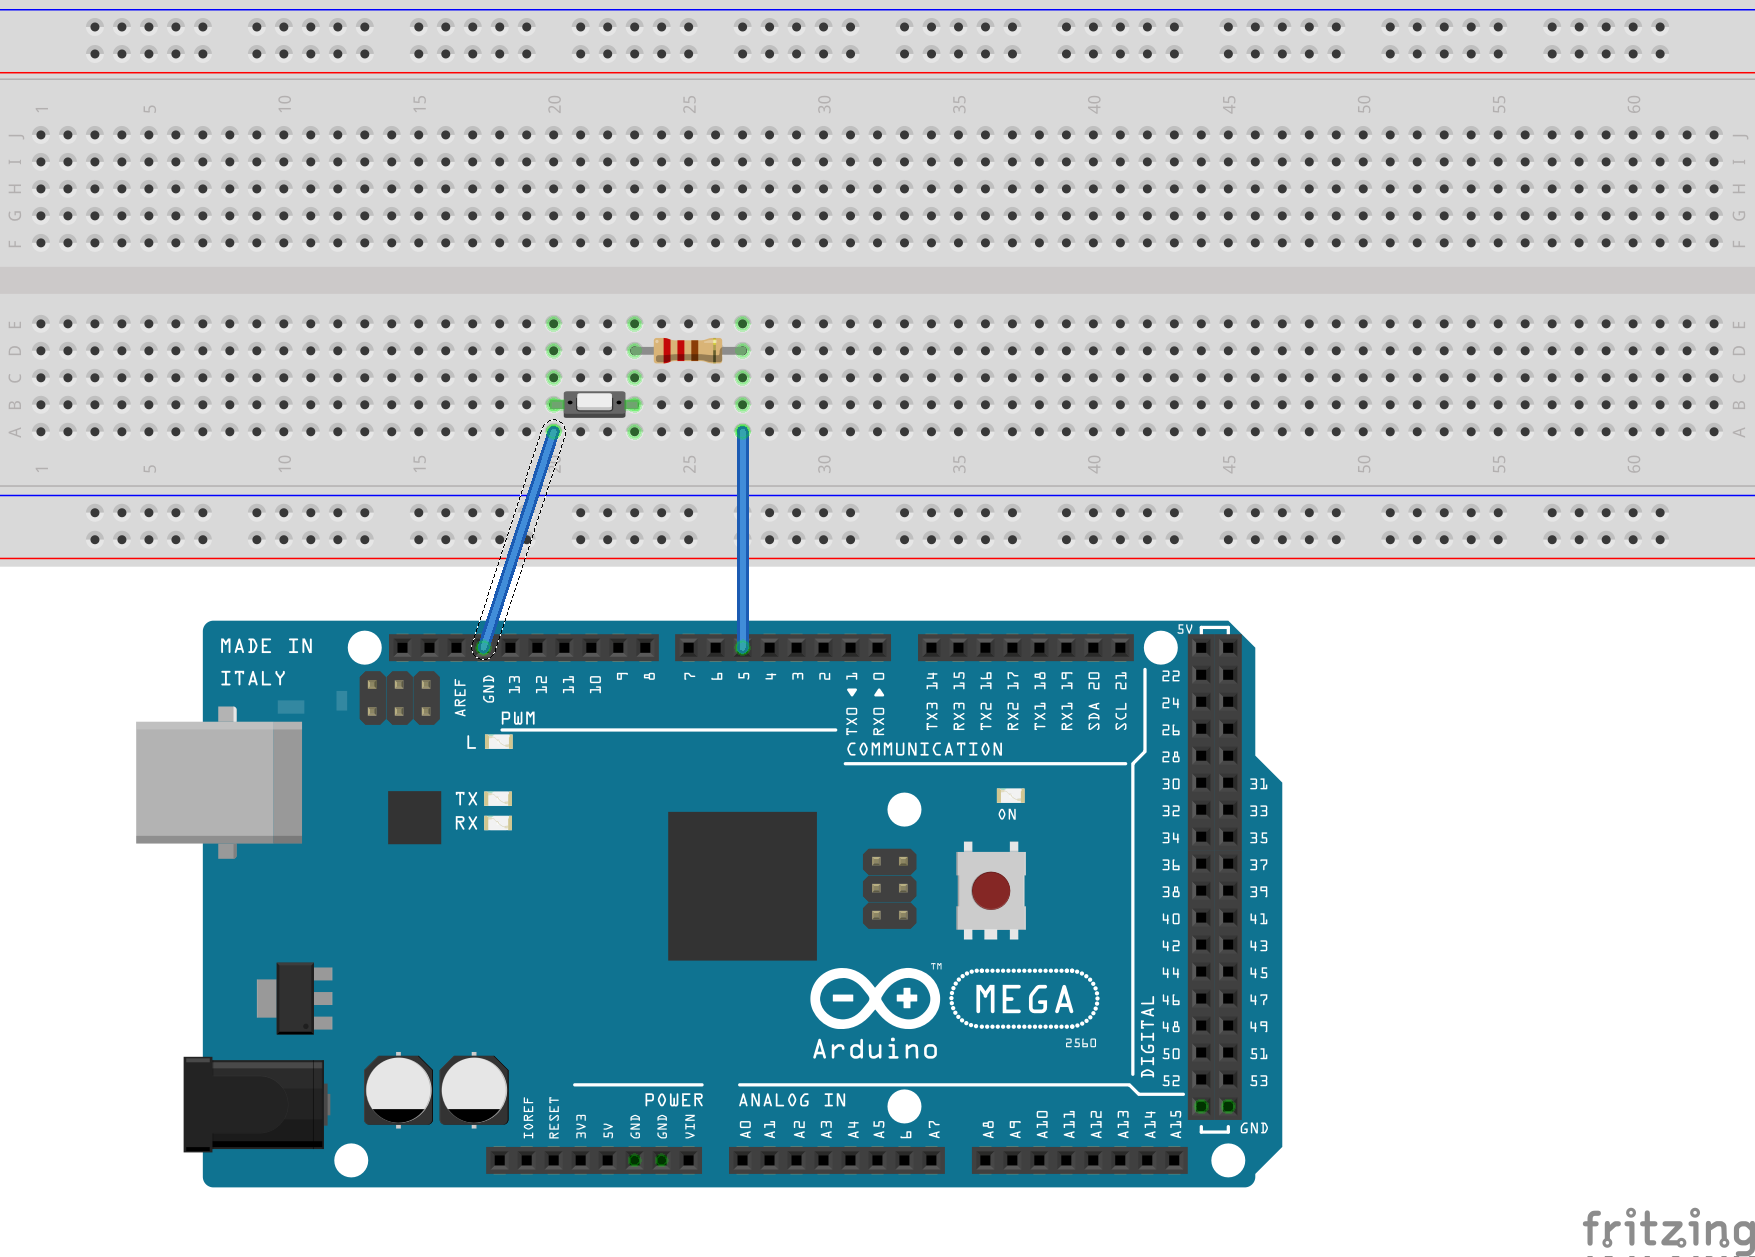 1 5 10 15 20 25 30 35 40 45 50 55 60
J J
I I
H H
G G
F F
E E
D D
C C
B B
A A
1 5 10 15 20 25 30 35 40 45 50 55 60
MADE IN
ITALY
5V
AREF GND 13 12 11 10 9 8 7 6 5 4 3 2 1 0
TX0 RX0
TX3 14 RX3 15 TX2 16 RX2 17 TX1 18 RX1 19 SDA 20 SCL 21
PWM
COMMUNICATION
L
TX
RX
ON
22
24
26
28
30 31
32 33
34 35
36 37
38 39
40 41
42 43
44 45
46 47
48 49
50 51
52 53
GND
DIGITAL
TM
MEGA
Arduino
2560
POWER
ANALOG IN
IOREF RESET 3V3 5V GND GND VIN
A0 A1 A2 A3 A4 A5 6 A7
A8 A9 A10 A11 A12 A13 A14 A15
fritzing